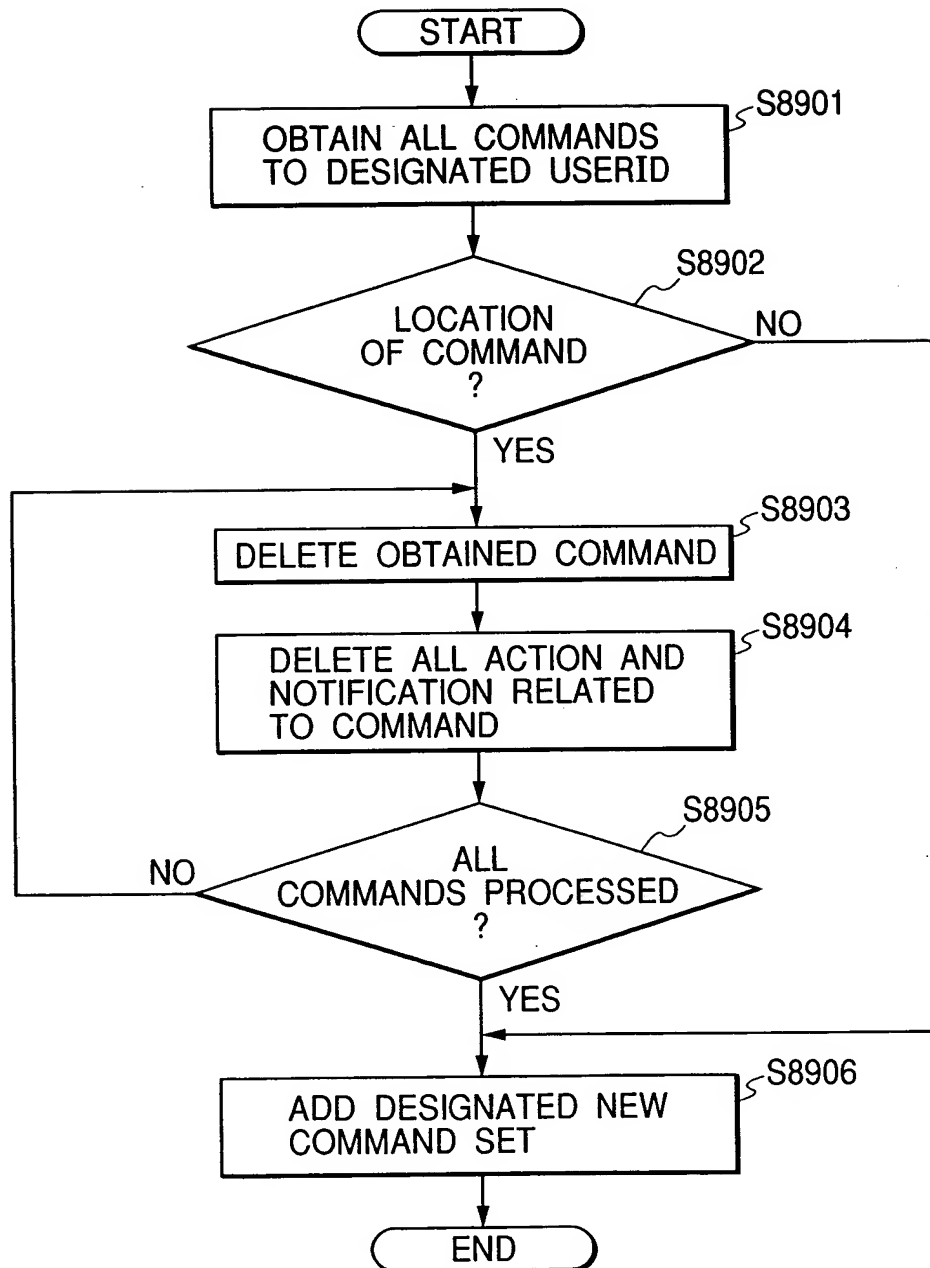 START
S8901
OBTAIN ALL COMMANDS
TO DESIGNATED USERID
S8902
LOCATION
OF COMMAND
?
NO
YES
S8903
DELETE OBTAINED COMMAND
S8904
DELETE ALL ACTION AND
NOTIFICATION RELATED
TO COMMAND
S8905
ALL
COMMANDS PROCESSED
?
NO
YES
S8906
ADD DESIGNATED NEW
COMMAND SET
END